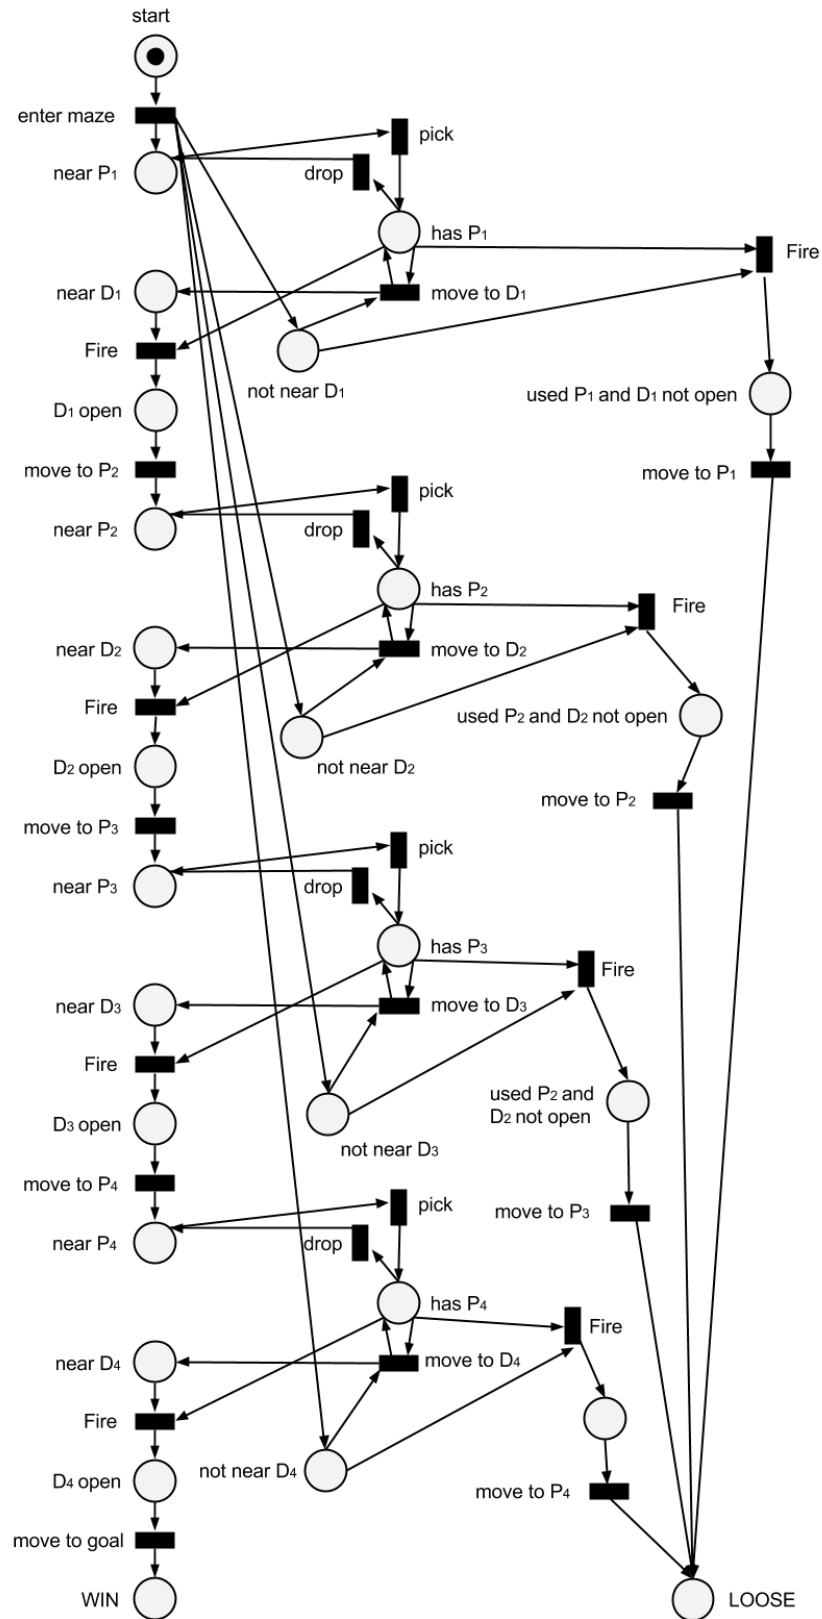 start
enter maze
pick
near P1
drop
has P1
Fire
near D1
move to D1
Fire
not near D1
used P1 and D1 not open
D1 open
move to P2
move to P1
pick
near P2
drop
has P2
Fire
near D2
move to D2
Fire
used P2 and D2 not open
D2 open
not near D2
move to P2
move to P3
pick
near P3
drop
has P3
Fire
near D3
move to D3
Fire
used P2 and
D2 not open
D3 open
not near D3
move to P4
pick
move to P3
near P4
drop
has P4
Fire
near D4
move to D4
Fire
not near D4
D4 open
move to P4
move to goal
WIN
LOOSE